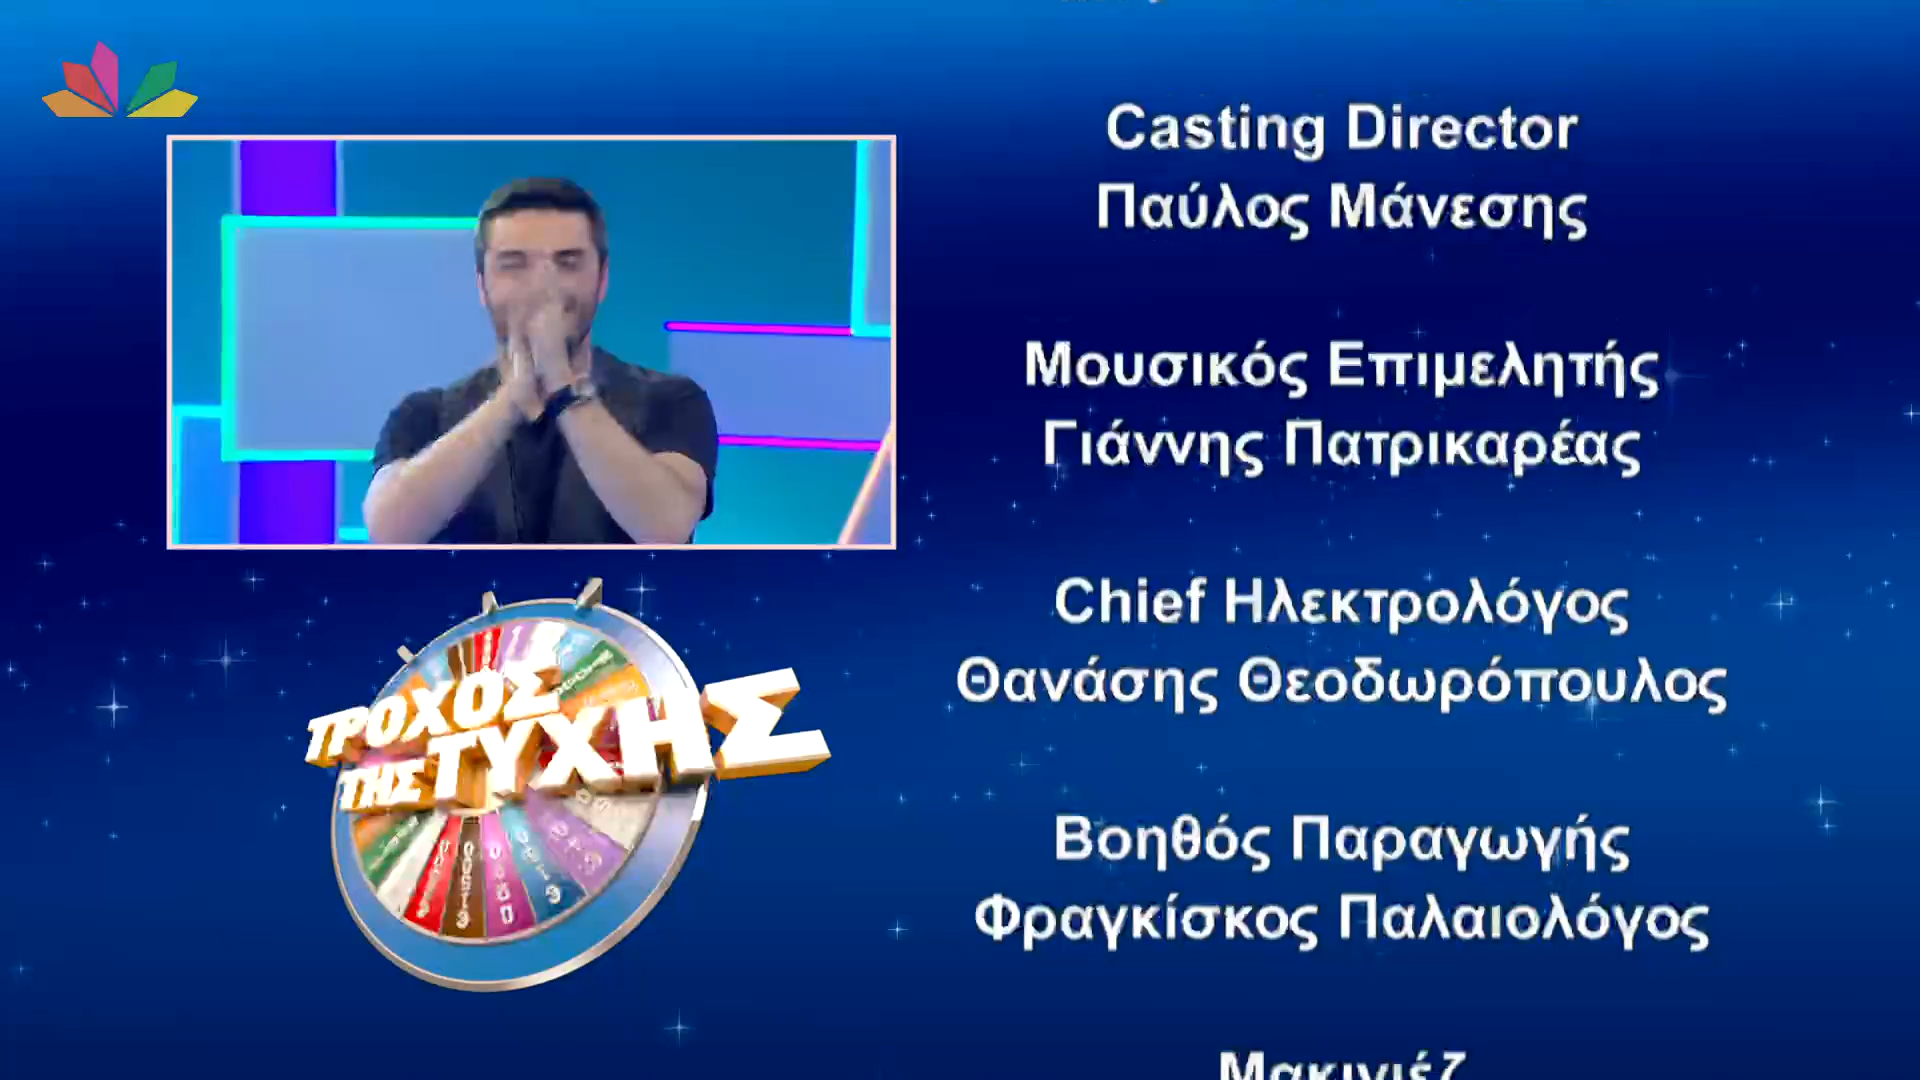 Casting Director
Παύλος Μάνεσης
Μουσικός Επιμελητής
Γιάννης Πατρικαρέας
Chief Ηλεκτρολόγος
Θανάσης Θεοδωρόπουλος
Βοηθός Παραγωγής
Φραγκίσκος Παλαιολόγος
Μακιγιέζ
ΤΡΟΧΟΣ
ΤΗΣ ΤΥΧΗΣ